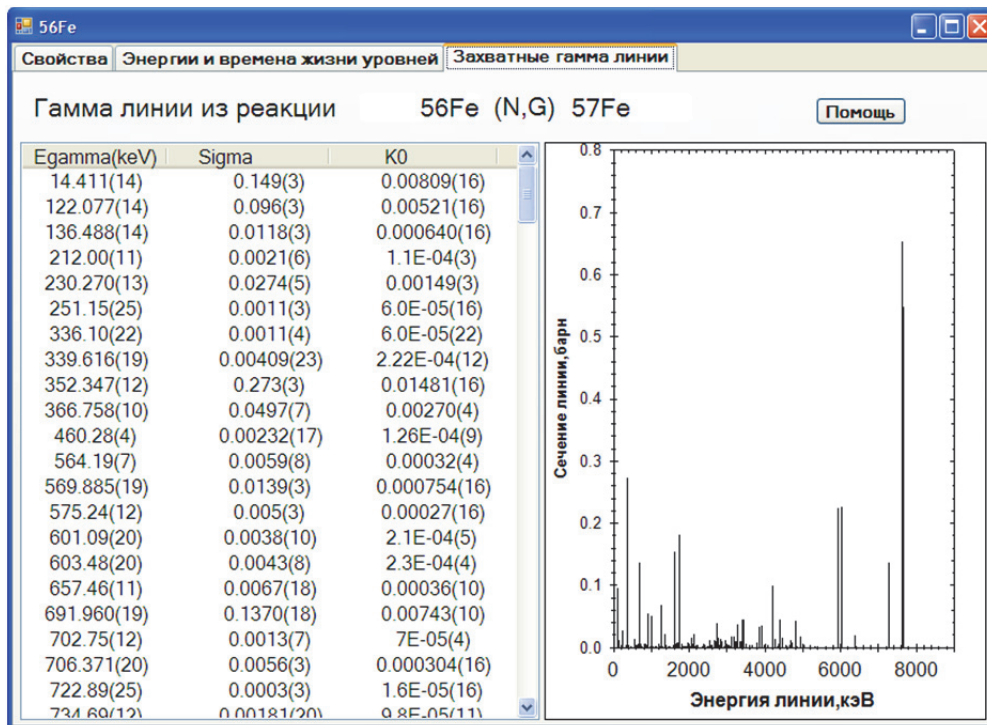 56Fe
Свойства Энергии и времена жизни уровней Захватные гамма линии
Гамма линии из реакции 56Fe (N,G) 57Fe Помощь
Egamma(keV) Sigma K0
14.411(14) 0.149(3) 0.00809(16)
122.077(14) 0.096(3) 0.00521(16)
136.488(14) 0.0118(3) 0.000640(16)
212.00(11) 0.0021(6) 1.1E-04(3)
230.270(13) 0.0274(5) 0.00149(3)
251.15(25) 0.0011(3) 6.0E-05(16)
336.10(22) 0.0011(4) 6.0E-05(22)
339.616(19) 0.00409(23) 2.22E-04(12)
352.347(12) 0.273(3) 0.01481(16)
366.758(10) 0.0497(7) 0.00270(4)
460.28(4) 0.00232(17) 1.26E-04(9)
564.19(7) 0.0059(8) 0.00032(4)
569.885(19) 0.0139(3) 0.000754(16)
575.24(12) 0.005(3) 0.00027(16)
601.09(20) 0.0038(10) 2.1E-04(5)
603.48(20) 0.0043(8) 2.3E-04(4)
657.46(11) 0.0067(18) 0.00036(10)
691.960(19) 0.1370(18) 0.00743(10)
702.75(12) 0.0013(7) 7E-05(4)
706.371(20) 0.0056(3) 0.000304(16)
722.89(25) 0.0003(3) 1.6E-05(16)
734.69(12) 0.00181(20) 9.8E-05(11)
Сечение линии,барн
0.8
0.7
0.6
0.5
0.4
0.3
0.2
0.1
0.0
0 2000 4000 6000 8000
Энергия линии,кэВ